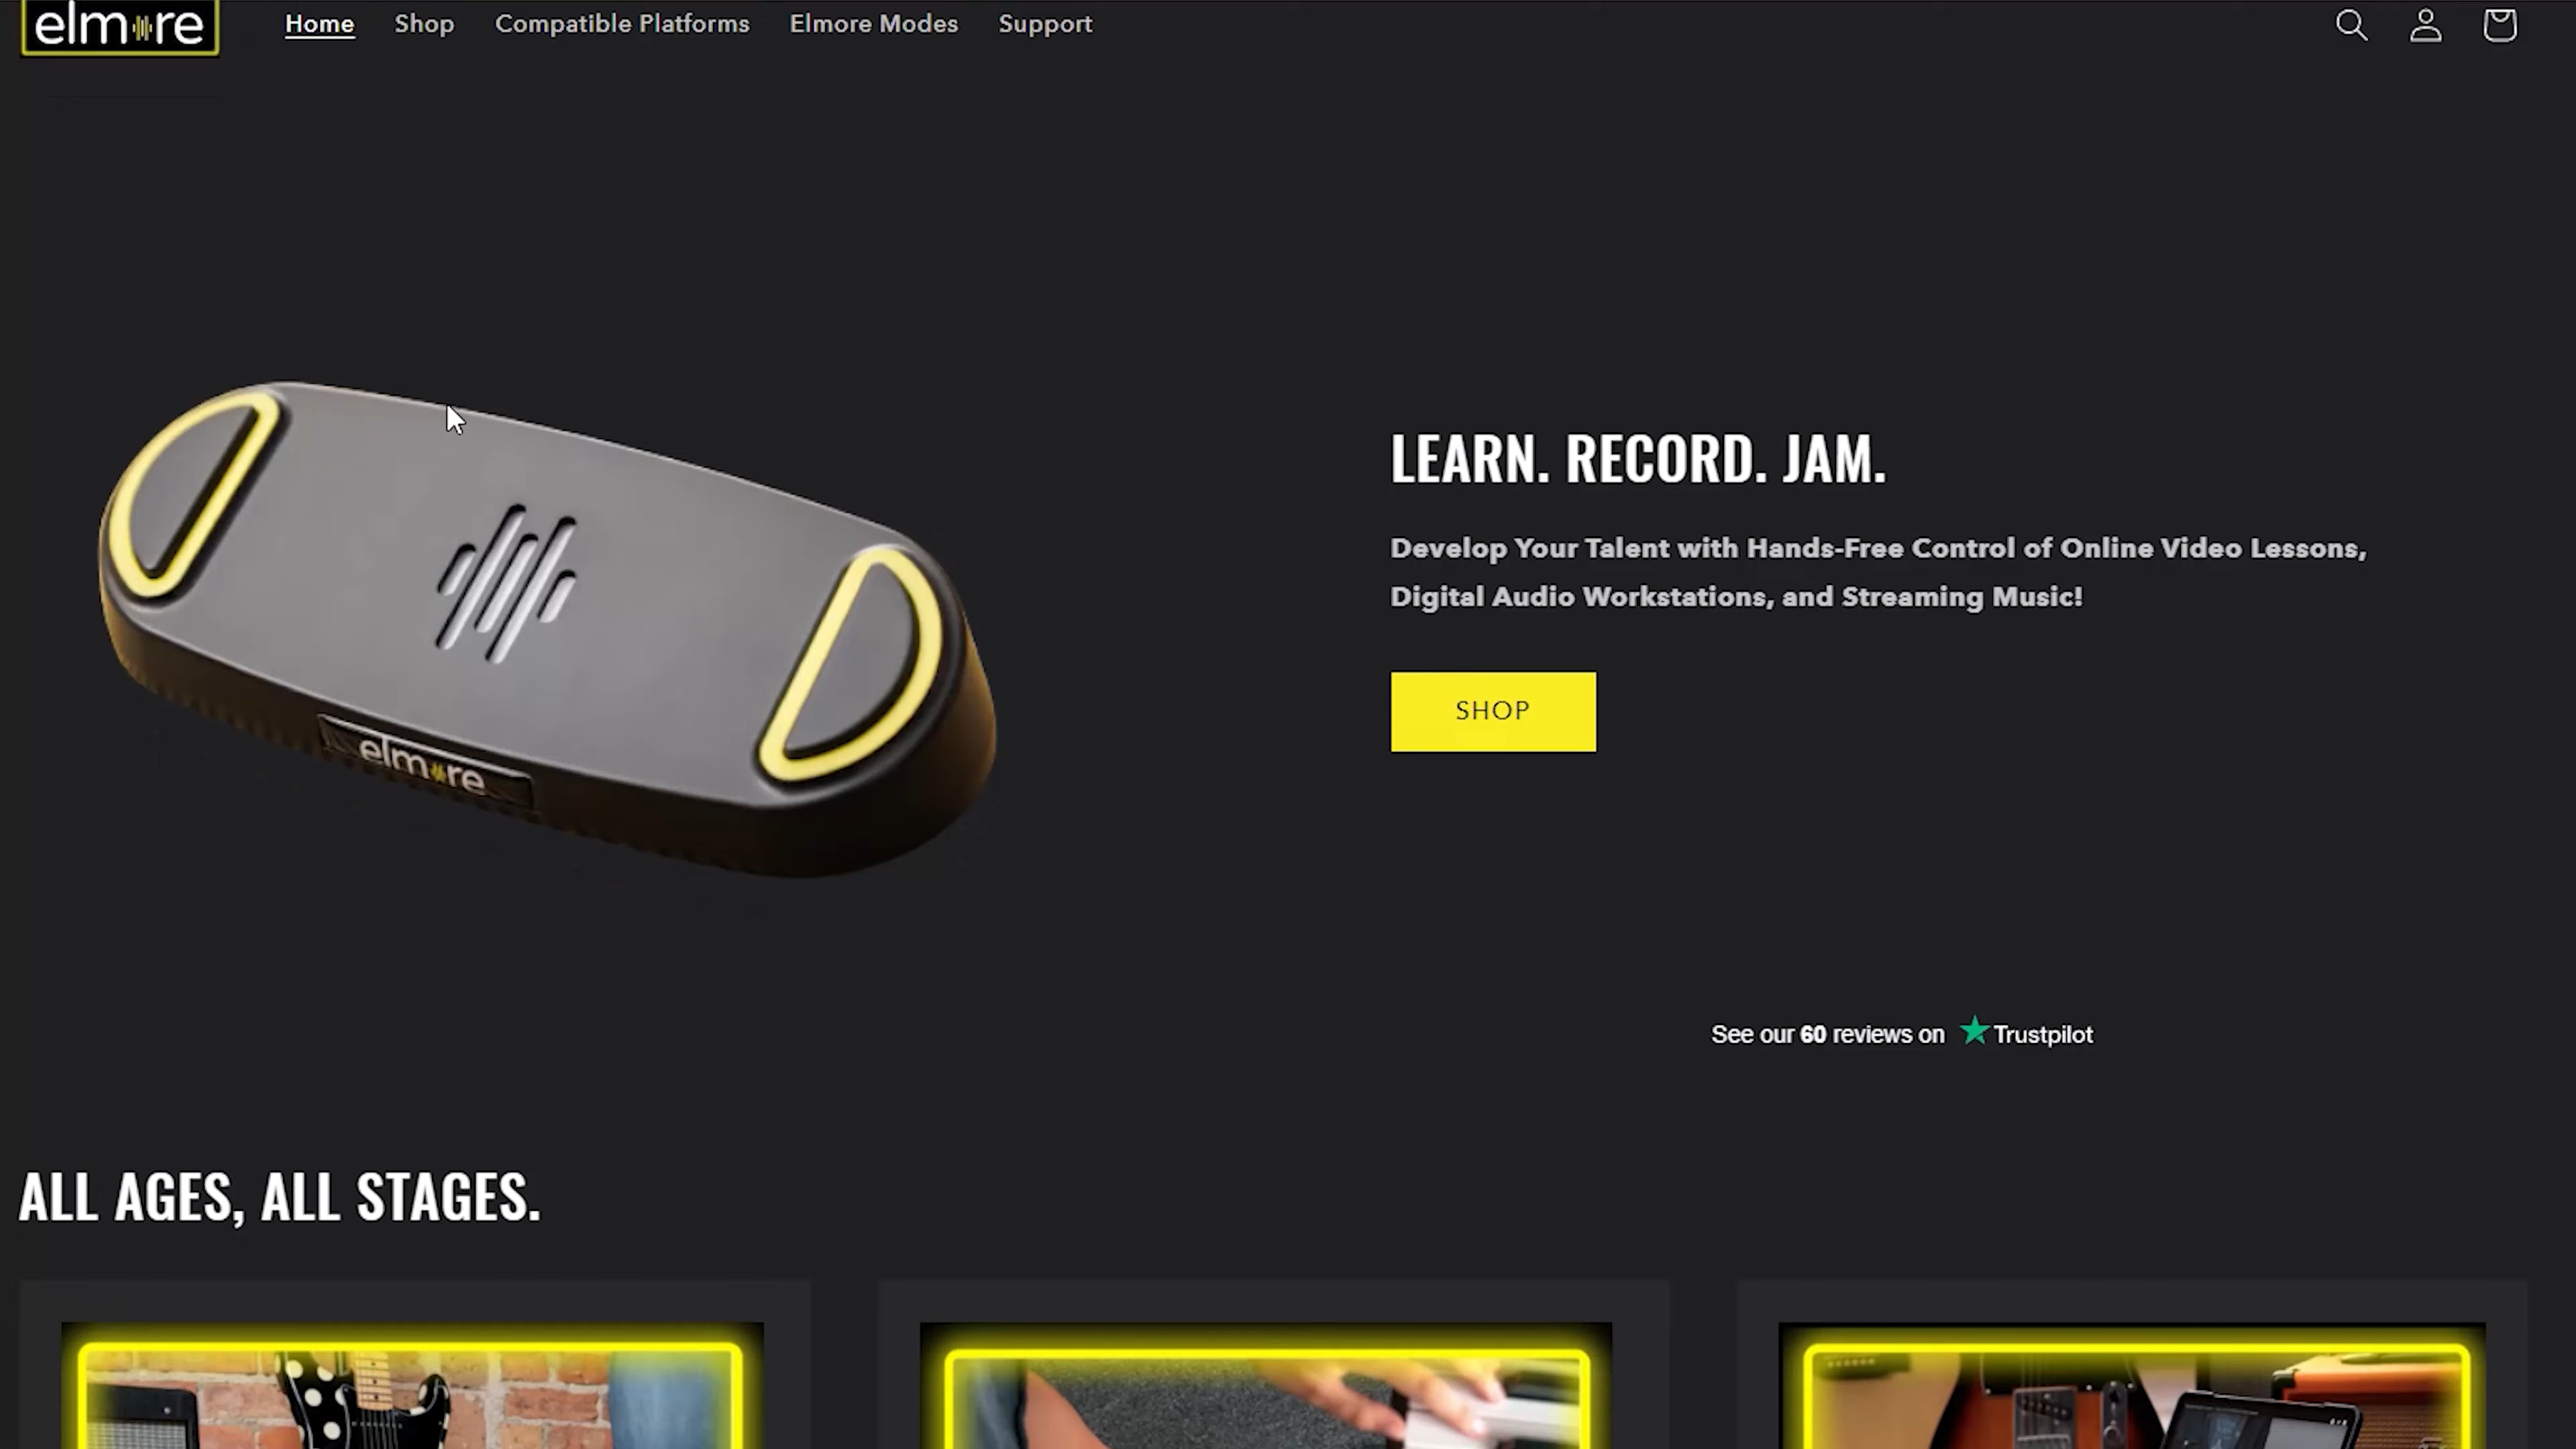 elmore
Home
Shop
Compatible Platforms
Elmore Modes
Support
LEARN. RECORD. JAM.
Develop Your Talent with Hands-Free Control of Online Video Lessons,
Digital Audio Workstations, and Streaming Music!
SHOP
elmore
See our 60 reviews on Trustpilot
ALL AGES, ALL STAGES.